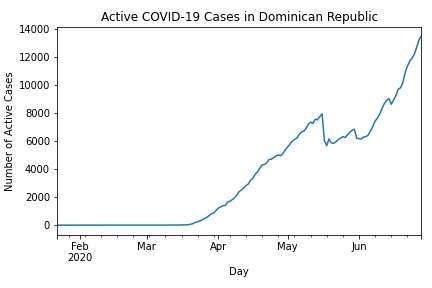 Active COVID-19 Cases in Dominican Republic
14000
12000
10000
8000
6000
4000
2000
0
Number of Active Cases
Feb Mar Apr May Jun
2020
Day